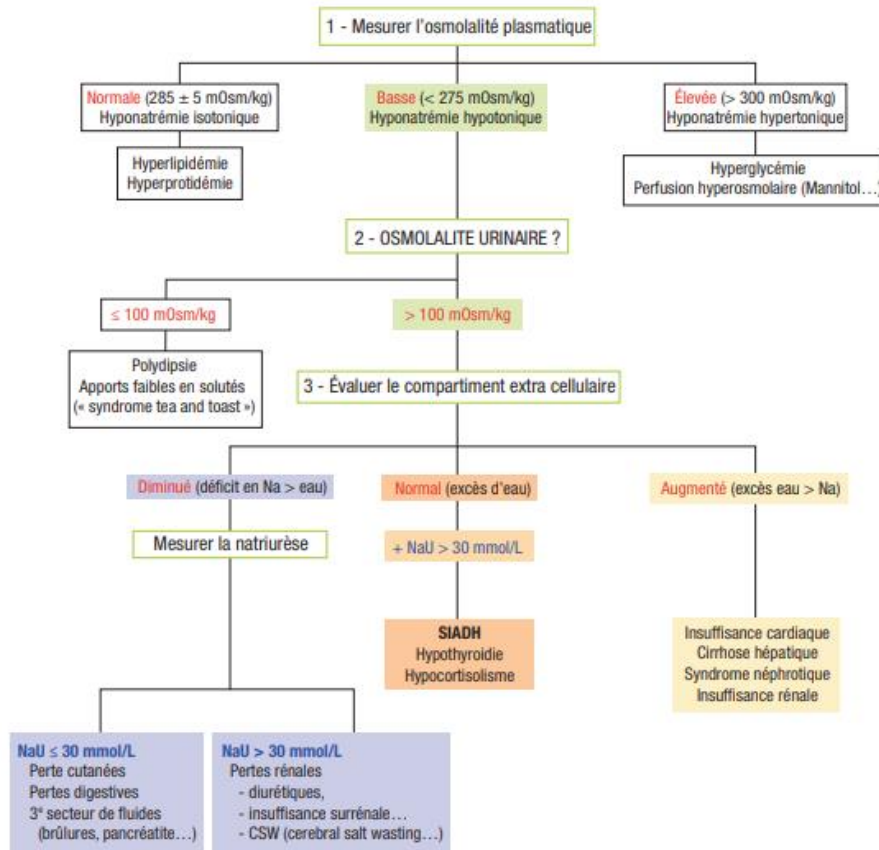 1 - Mesurer l'osmolalité plasmatique
Normale (285 ± 5 mOsm/kg)
Hyponatrémie isotonique
Basse (< 275 mOsm/kg)
Hyponatrémie hypotonique
Élevée (> 300 mOsm/kg)
Hyponatrémie hypertonique
Hyperlipidémie
Hyperprotidémie
Hyperglycémie
Perfusion hyperosmolaire (Mannitol…)
2 - OSMOLALITE URINAIRE ?
≤ 100 mOsm/kg
> 100 mOsm/kg
Polydipsie
Apports faibles en solutés
(« syndrome tea and toast »)
3 - Évaluer le compartiment extra cellulaire
Diminué (déficit en Na > eau)
Normal (excès d'eau)
Augmenté (excès eau > Na)
Mesurer la natriurèse
+ NaU > 30 mmol/L
SIADH
Hypothyroidie
Hypocortisolisme
Insuffisance cardiaque
Cirrhose hépatique
Syndrome néphrotique
Insuffisance rénale
NaU ≤ 30 mmol/L
Perte cutanées
Pertes digestives
3e secteur de fluides
(brûlures, pancréatite…)
NaU > 30 mmol/L
Pertes rénales
- diurétiques,
- insuffisance surrénale…
- CSW (cerebral salt wasting…)